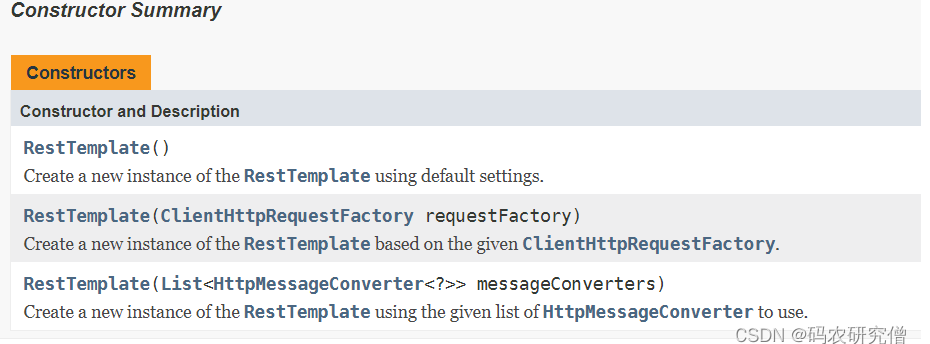 Constructor Summary
Constructors
Constructor and Description
RestTemplate()
Create a new instance of the RestTemplate using default settings.
RestTemplate(ClientHttpRequestFactory requestFactory)
Create a new instance of the RestTemplate based on the given ClientHttpRequestFactory.
RestTemplate(List<HttpMessageConverter<?>> messageConverters)
Create a new instance of the RestTemplate using the given list of HttpMessageConverter to use.
CSDN @码农研究僧